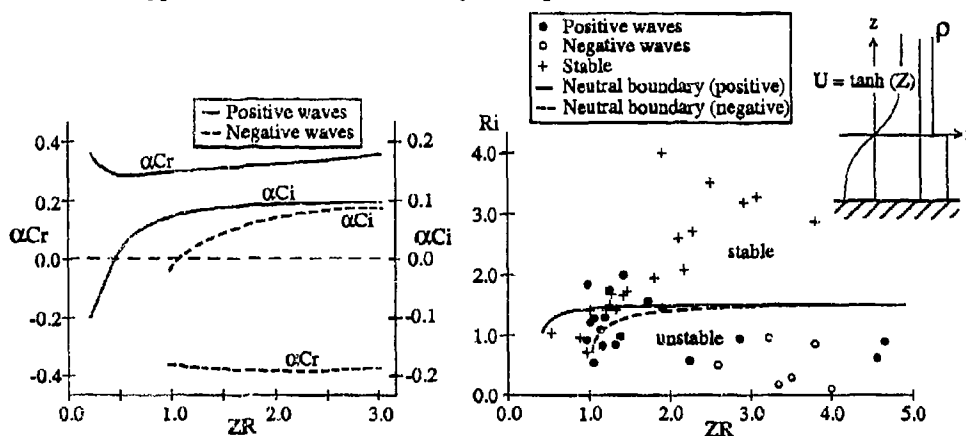 Positive waves
Negative waves
0.4
0.2
0.0
-0.2
-0.4
αCr
0.2
0.1
0.0
-0.1
-0.2
αCi
αCr
αCi
αCi
αCr
0.0
1.0
2.0
3.0
ZR
Positive waves
Negative waves
Stable
Neutral boundary (positive)
Neutral boundary (negative)
Ri
4.0
3.0
2.0
1.0
0.0
stable
unstable
0.0
1.0
2.0
3.0
4.0
5.0
ZR
z
ρ
U = tanh (Z)